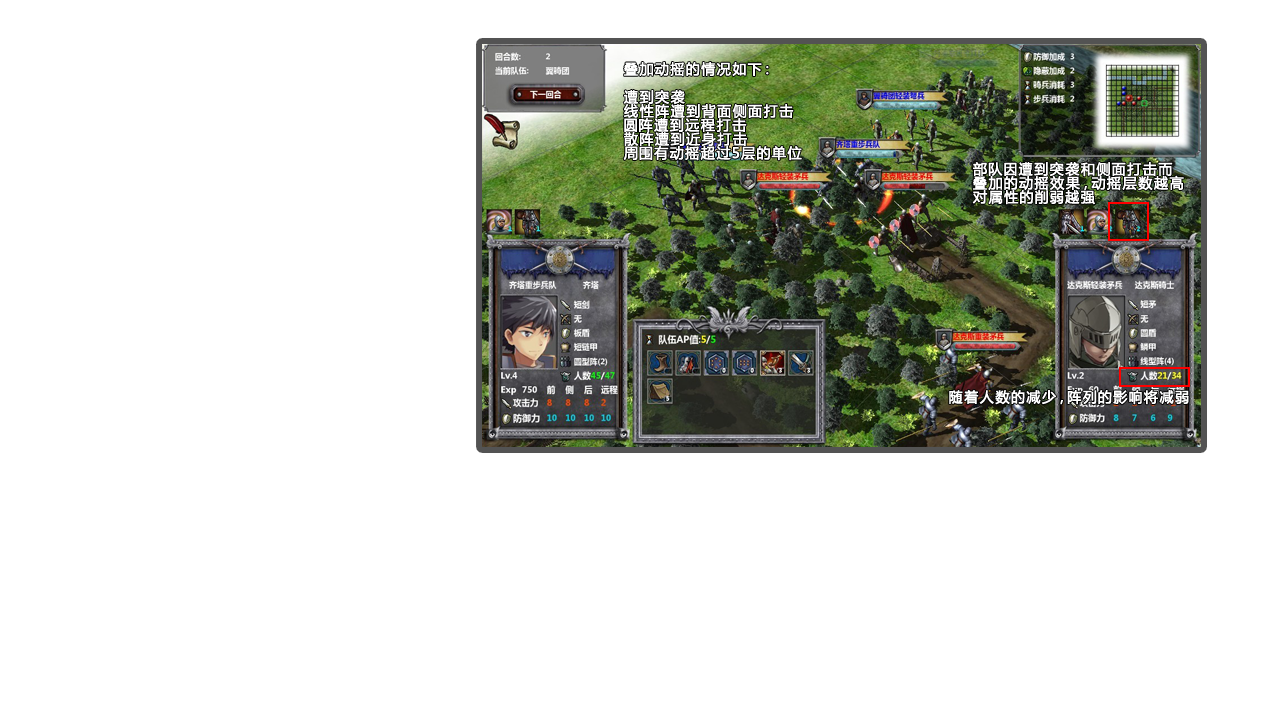 回合数: 2
当前队伍: 翼骑团
下一回合
叠加动摇的情况如下：
遭到突袭
线性阵遭到背面侧面打击
圆阵遭到远程打击
散阵遭到近身打击
周围有动摇超过5层的单位
翼骑团轻装弩兵
齐塔重步兵队
达克斯轻装矛兵
达克斯轻装矛兵
防御加成 3
隐蔽加成 2
骑兵消耗 3
步兵消耗 2
部队因遭到突袭和侧面打击而
叠加的动摇效果,动摇层数越高
对属性的削弱越强
齐塔重步兵队 齐塔
短剑
无
板盾
短链甲
圆型阵(2)
Lv.4 人数45/47
Exp 750 前 侧 后 远程
攻击力 8 8 8 2
防御力 10 10 10 10
队伍AP值:5/5
达克斯重装矛兵
达克斯轻装矛兵 达克斯骑士
短矛
无
圆盾
鳞甲
线型阵(4)
Lv.2 人数21/34
随着人数的减少,阵列的影响将减弱
防御力 8 7 6 9